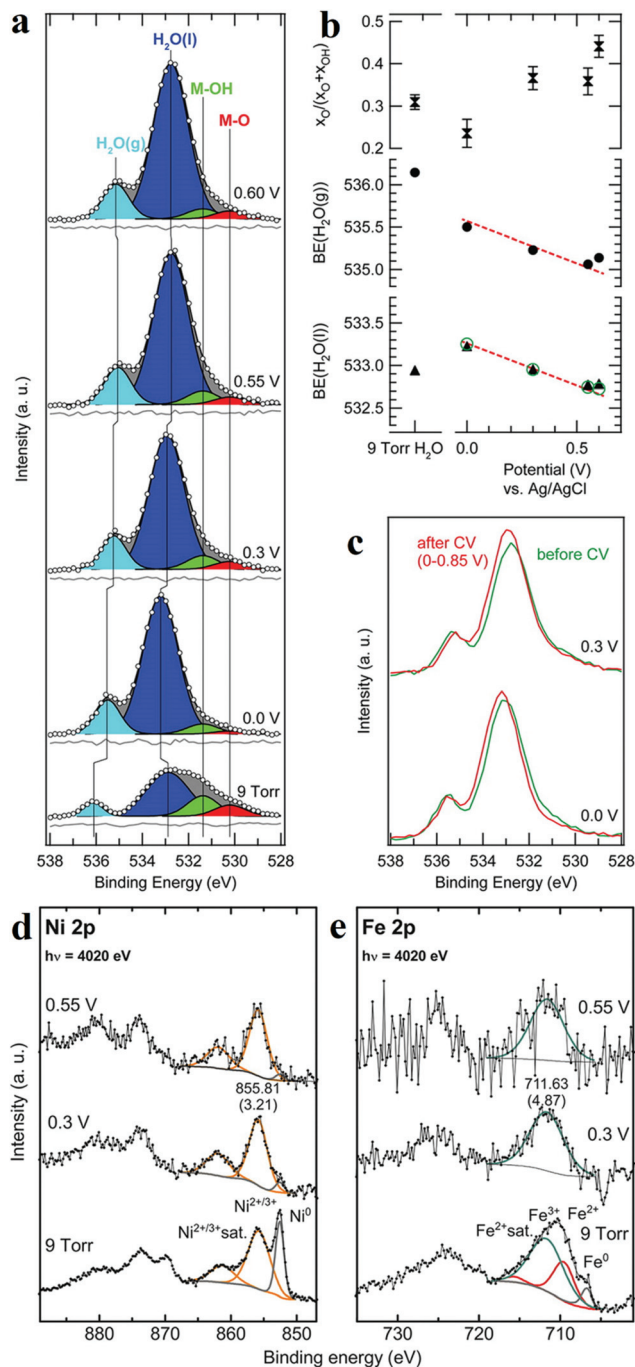 a
H2O(l)
M-OH
M-O
H2O(g)
0.60 V
0.55 V
0.3 V
0.0 V
9 Torr
Intensity (a. u.)
538 536 534 532 530 528
Binding Energy (eV)
b
xO/(xO+xOH)
0.4
0.3
0.2
BE(H2O(g))
536.0
535.5
535.0
BE(H2O(l))
533.5
533.0
532.5
9 Torr H2O 0.0 0.5
Potential (V)
vs. Ag/AgCl
c
after CV
(0-0.85 V)
before CV
0.3 V
0.0 V
Intensity (a. u.)
538 536 534 532 530 528
Binding Energy (eV)
d Ni 2p
hν = 4020 eV
0.55 V
855.81
(3.21)
0.3 V
Ni2+/3+
Ni0
Ni2+/3+sat.
9 Torr
Intensity (a. u.)
880 870 860 850
Binding energy (eV)
e Fe 2p
hν = 4020 eV
0.55 V
711.63
(4.87)
0.3 V
Fe3+ Fe2+
Fe2+sat.
9 Torr
Fe0
730 720 710
Binding energy (eV)